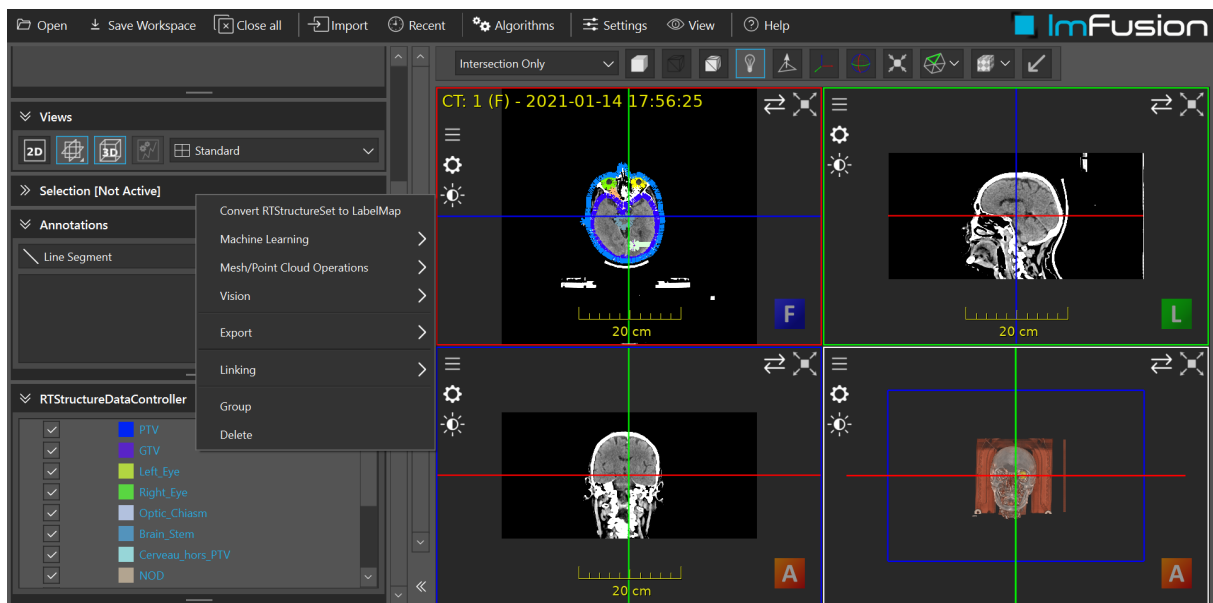 Open Save Workspace Close all Import Recent Algorithms Settings View Help ImFusion
Intersection Only
Views
2D 3D Standard
Selection [Not Active]
Annotations
Line Segment
RTStructureDataController
PTV
GTV
Left_Eye
Right_Eye
Optic_Chiasm
Brain_Stem
Cerveau_hors_PTV
NOD
Convert RTStructureSet to LabelMap
Machine Learning
Mesh/Point Cloud Operations
Vision
Export
Linking
Group
Delete
CT: 1 (F) - 2021-01-14 17:56:25
20 cm
F
20 cm
L
20 cm
A
A